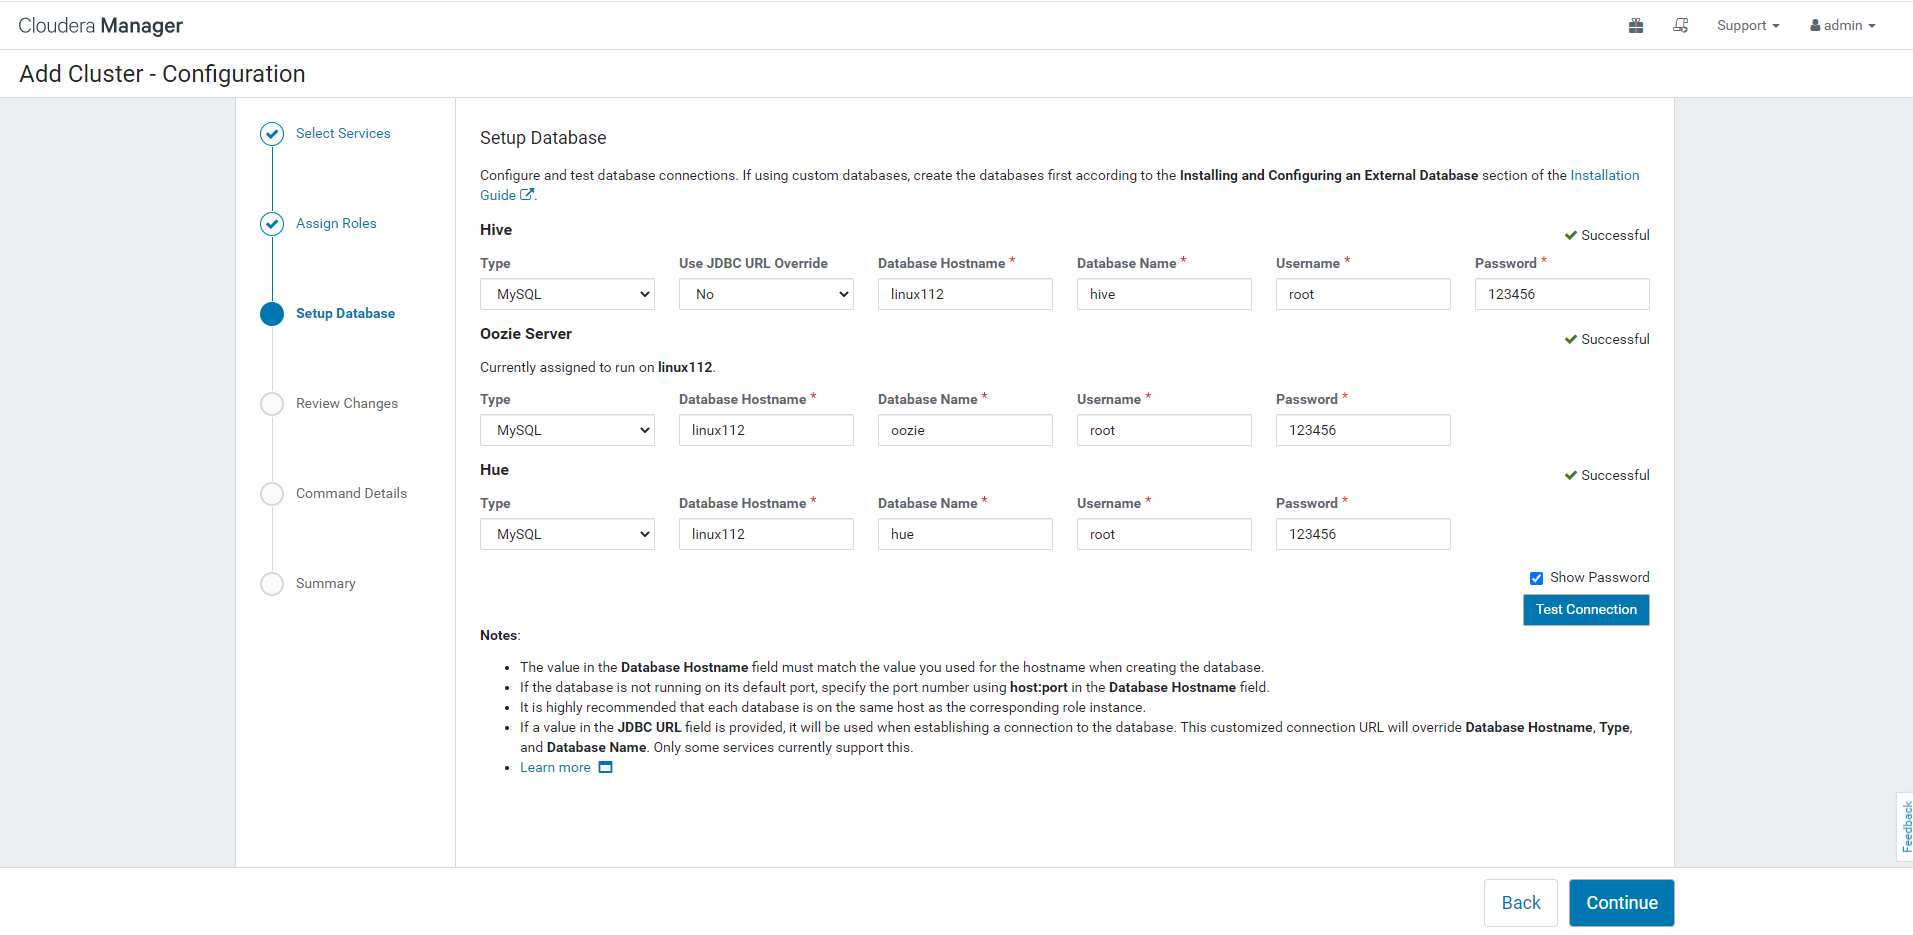 Cloudera Manager
Support
admin
Add Cluster - Configuration
Select Services
Assign Roles
Setup Database
Review Changes
Command Details
Summary
Setup Database
Configure and test database connections. If using custom databases, create the databases first according to the Installing and Configuring an External Database section of the Installation
Guide .
Hive
Successful
Type Use JDBC URL Override Database Hostname * Database Name * Username * Password *
MySQL No linux112 hive root 123456
Oozie Server
Successful
Currently assigned to run on linux112.
Type Database Hostname * Database Name * Username * Password *
MySQL linux112 oozie root 123456
Hue
Successful
Type Database Hostname * Database Name * Username * Password *
MySQL linux112 hue root 123456
Show Password
Test Connection
Notes:
• The value in the Database Hostname field must match the value you used for the hostname when creating the database.
• If the database is not running on its default port, specify the port number using host:port in the Database Hostname field.
• It is highly recommended that each database is on the same host as the corresponding role instance.
• If a value in the JDBC URL field is provided, it will be used when establishing a connection to the database. This customized connection URL will override Database Hostname, Type,
and Database Name. Only some services currently support this.
• Learn more
Feedback
Back
Continue